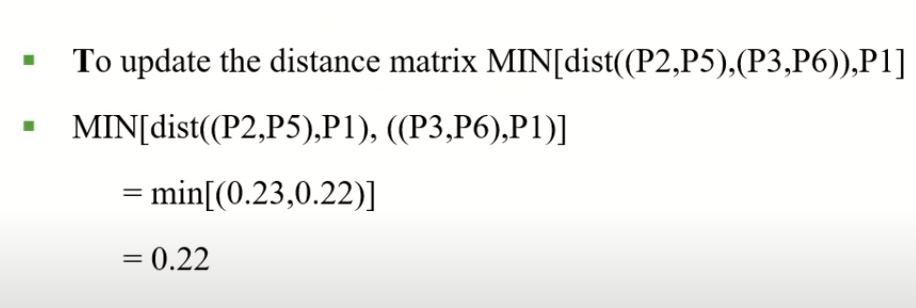 ▪ To update the distance matrix MIN[dist((P2,P5),(P3,P6)),P1]
▪ MIN[dist((P2,P5),P1), ((P3,P6),P1)]
= min[(0.23,0.22)]
= 0.22